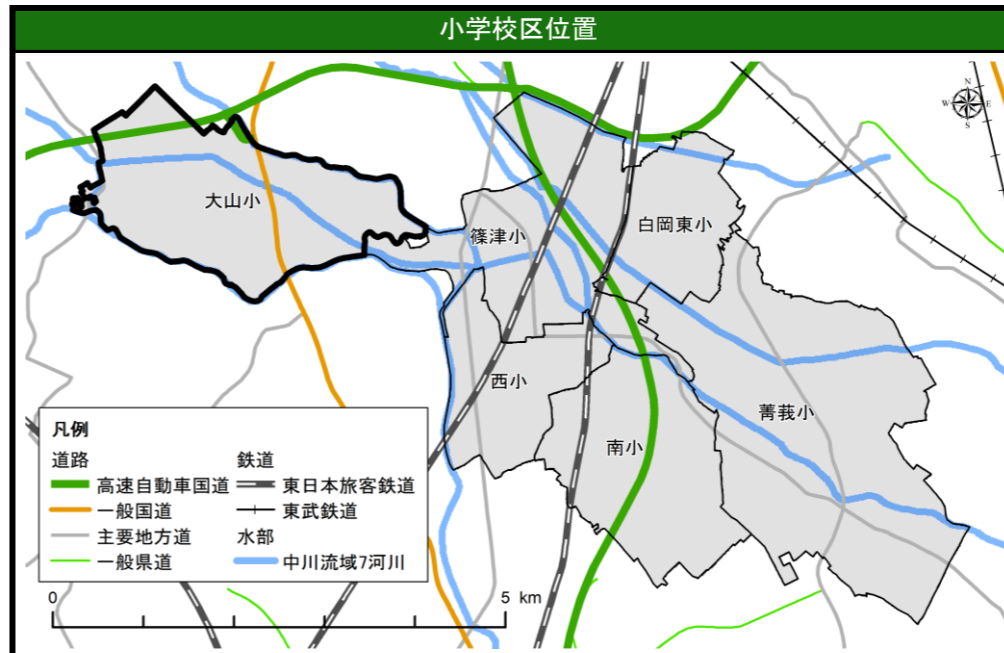 小学校区位置
N
W E
S
大山小
篠津小
白岡東小
西小
菁莪小
南小
凡例
道路
高速自動車国道
一般国道
主要地方道
一般県道
鉄道
東日本旅客鉄道
東武鉄道
水部
中川流域7河川
0 5 km